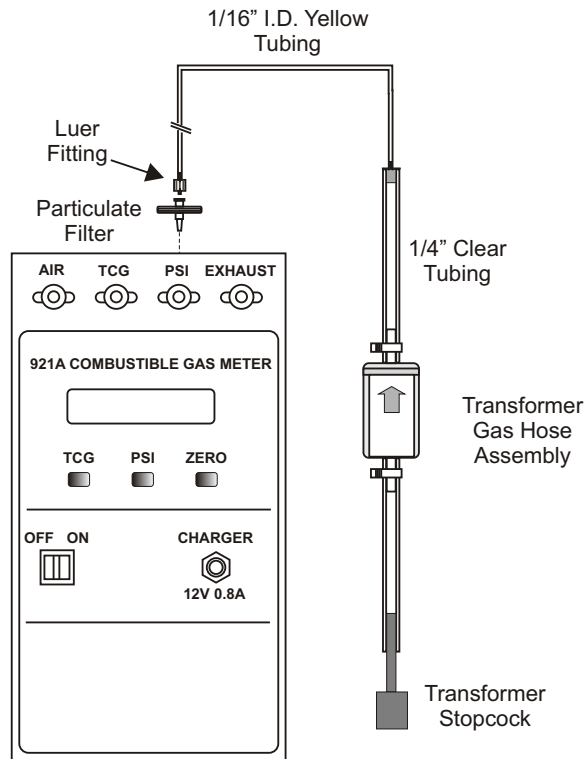 1/16” I.D. Yellow
Tubing
Luer
Fitting
Particulate
Filter
1/4” Clear
Tubing
AIR TCG PSI EXHAUST
921A COMBUSTIBLE GAS METER
Transformer
Gas Hose
Assembly
TCG PSI ZERO
OFF ON CHARGER
12V 0.8A
Transformer
Stopcock